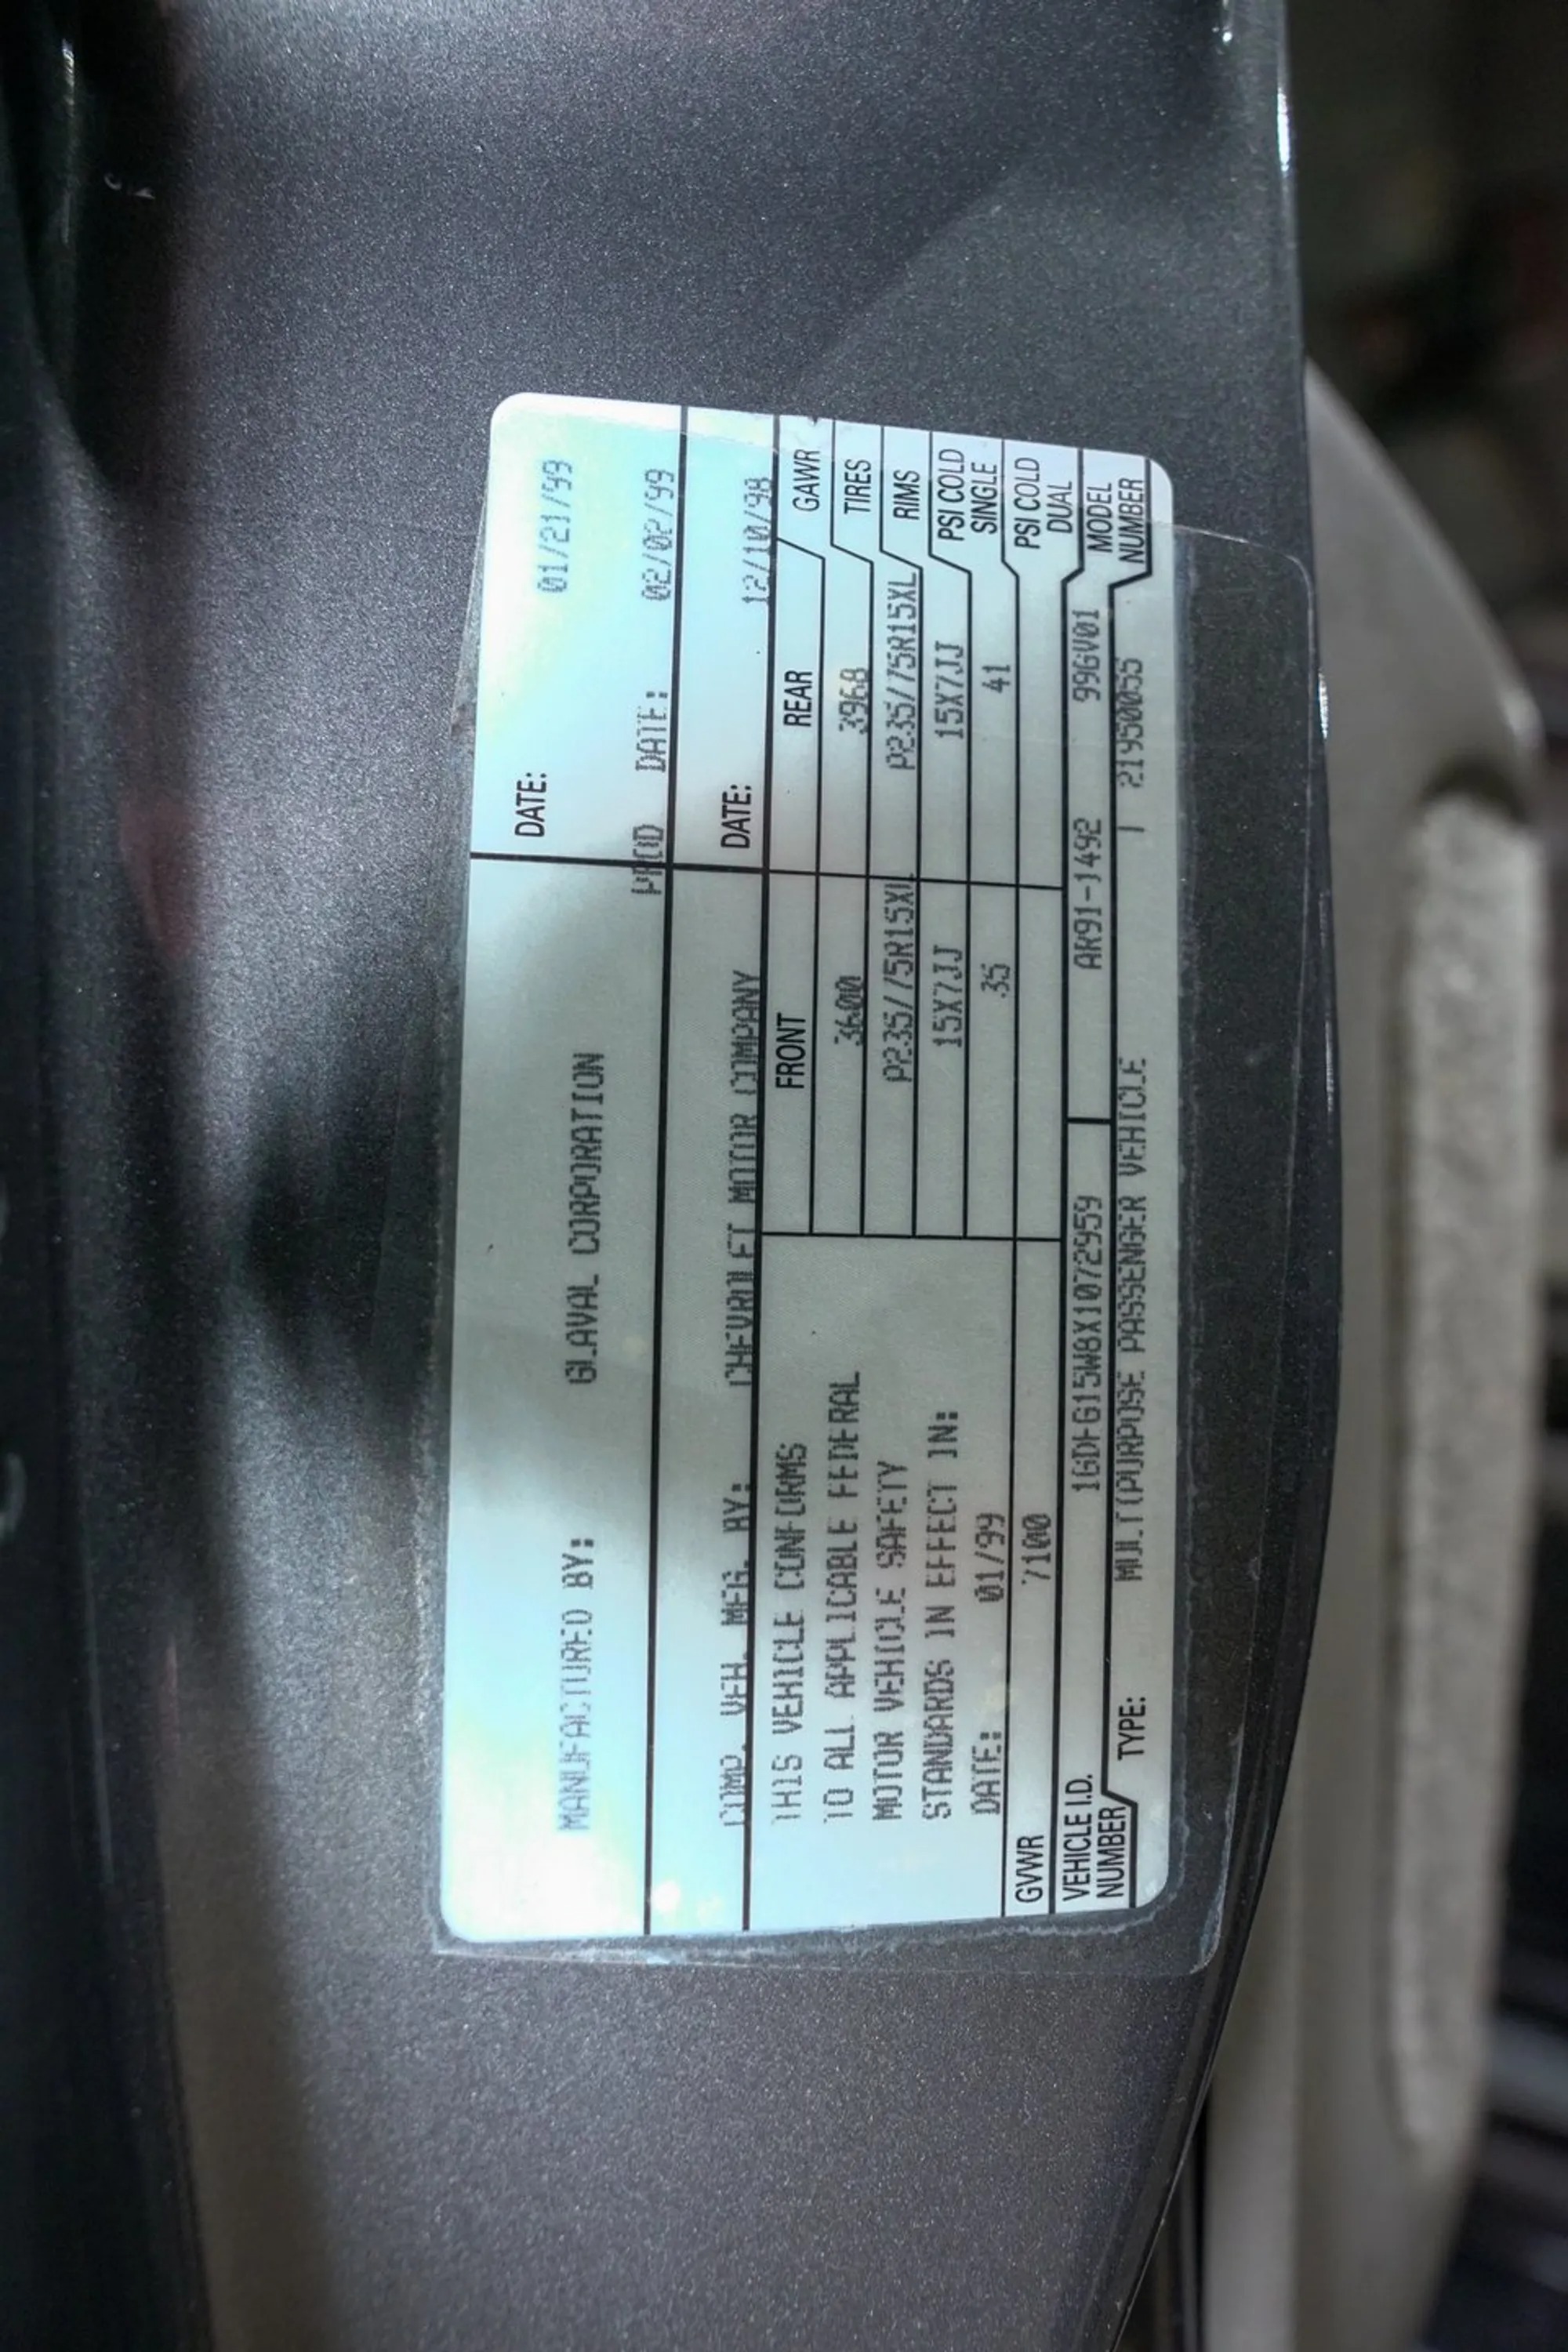 DATE: 01/21/99
MANUFACTURED BY: GLAVAL CORPORATION
PROD DATE: 02/02/99
COMP. VEH. MFG. BY: CHEVROLET MOTOR COMPANY DATE: 12/10/98
THIS VEHICLE CONFORMS
TO ALL APPLICABLE FEDERAL
MOTOR VEHICLE SAFETY
STANDARDS IN EFFECT IN:
DATE: 01/99
FRONT REAR GAWR
3600 3968 TIRES
P235/75R15XL P235/75R15XL RIMS
15X7JJ 15X7JJ PSI COLD SINGLE
35 41 PSI COLD DUAL
GVWR 7100
VEHICLE I.D. NUMBER 1GDFG15W8X1072959 AR91-1492 99GV01 MODEL NUMBER
TYPE: MULTIPURPOSE PASSENGER VEHICLE / 21950055